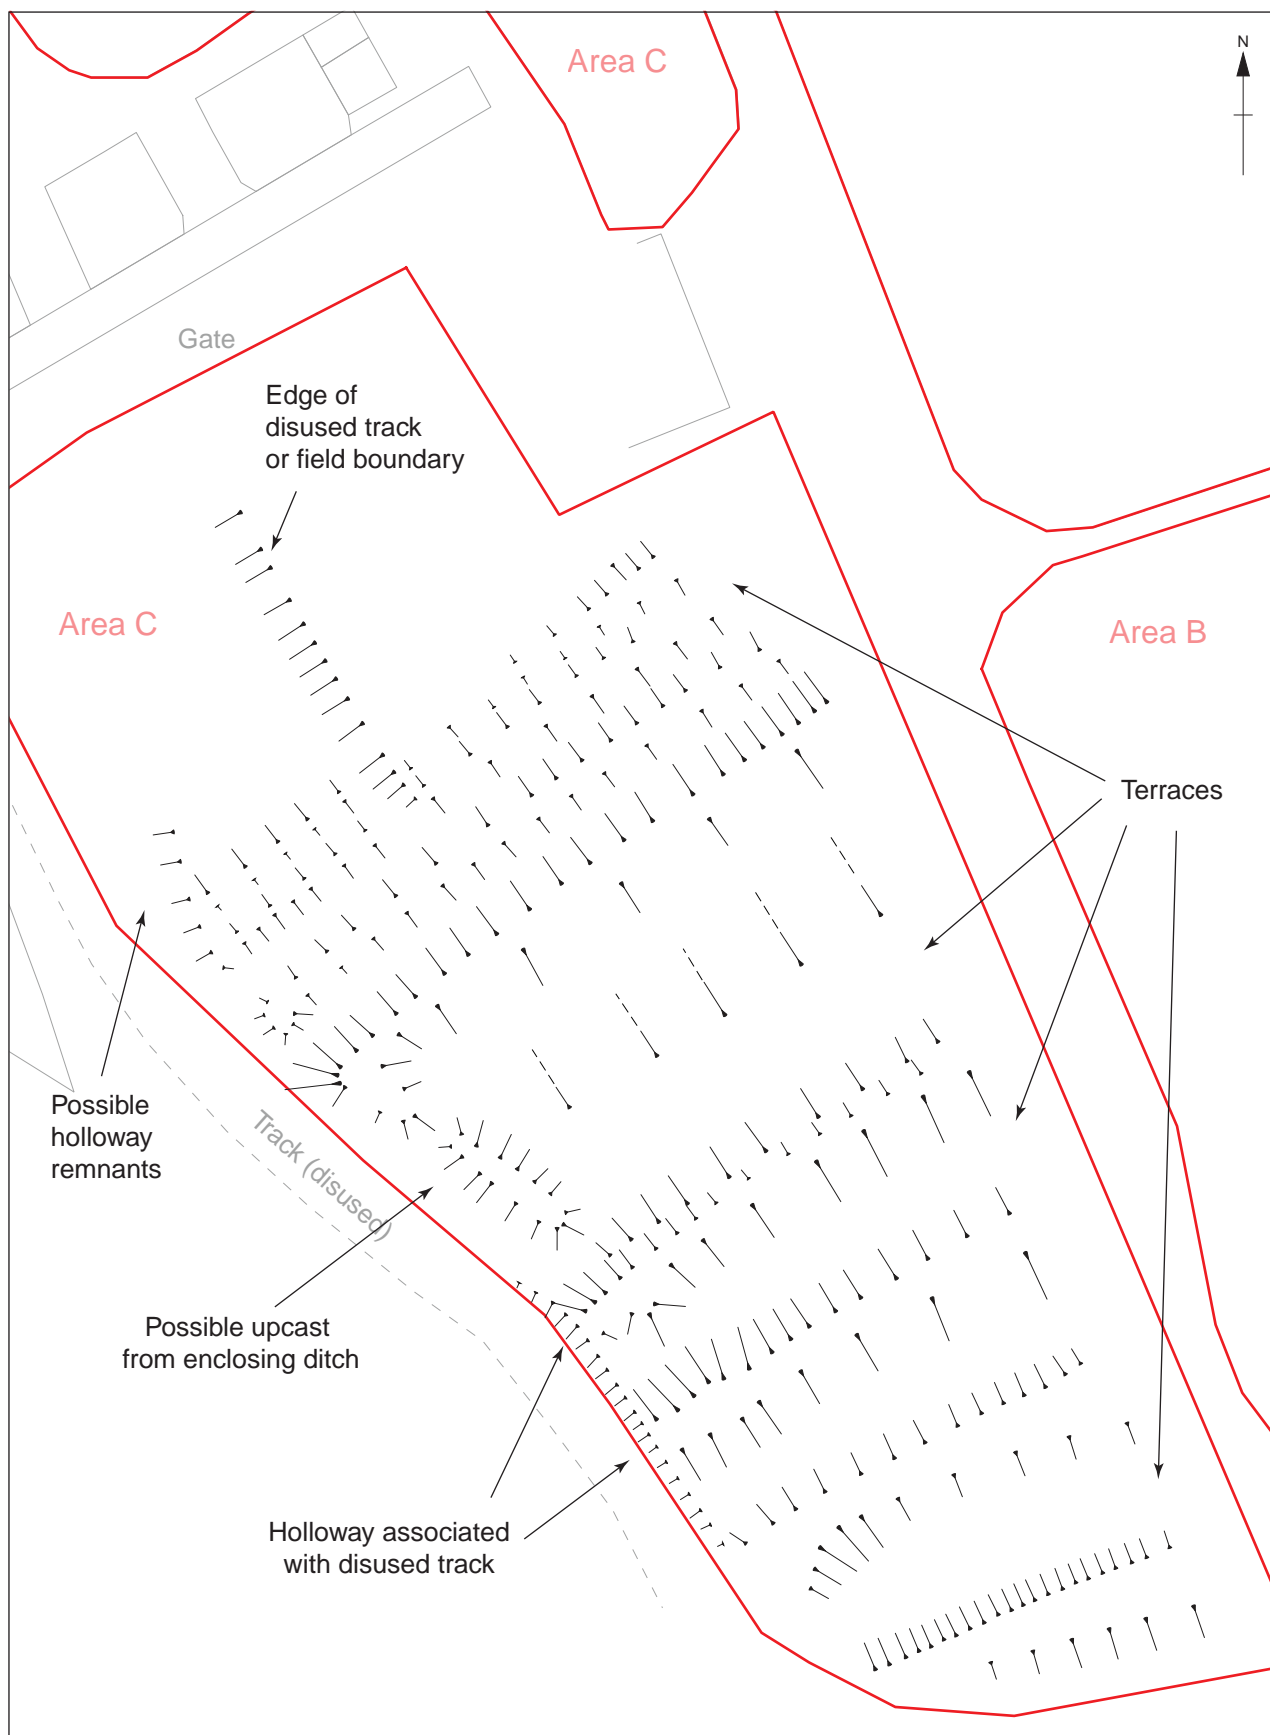 Area C
N
Gate
Edge of
disused track
or field boundary
Area C
Area B
Terraces
Possible
holloway
remnants
Track (disused)
Possible upcast
from enclosing ditch
Holloway associated
with disused track